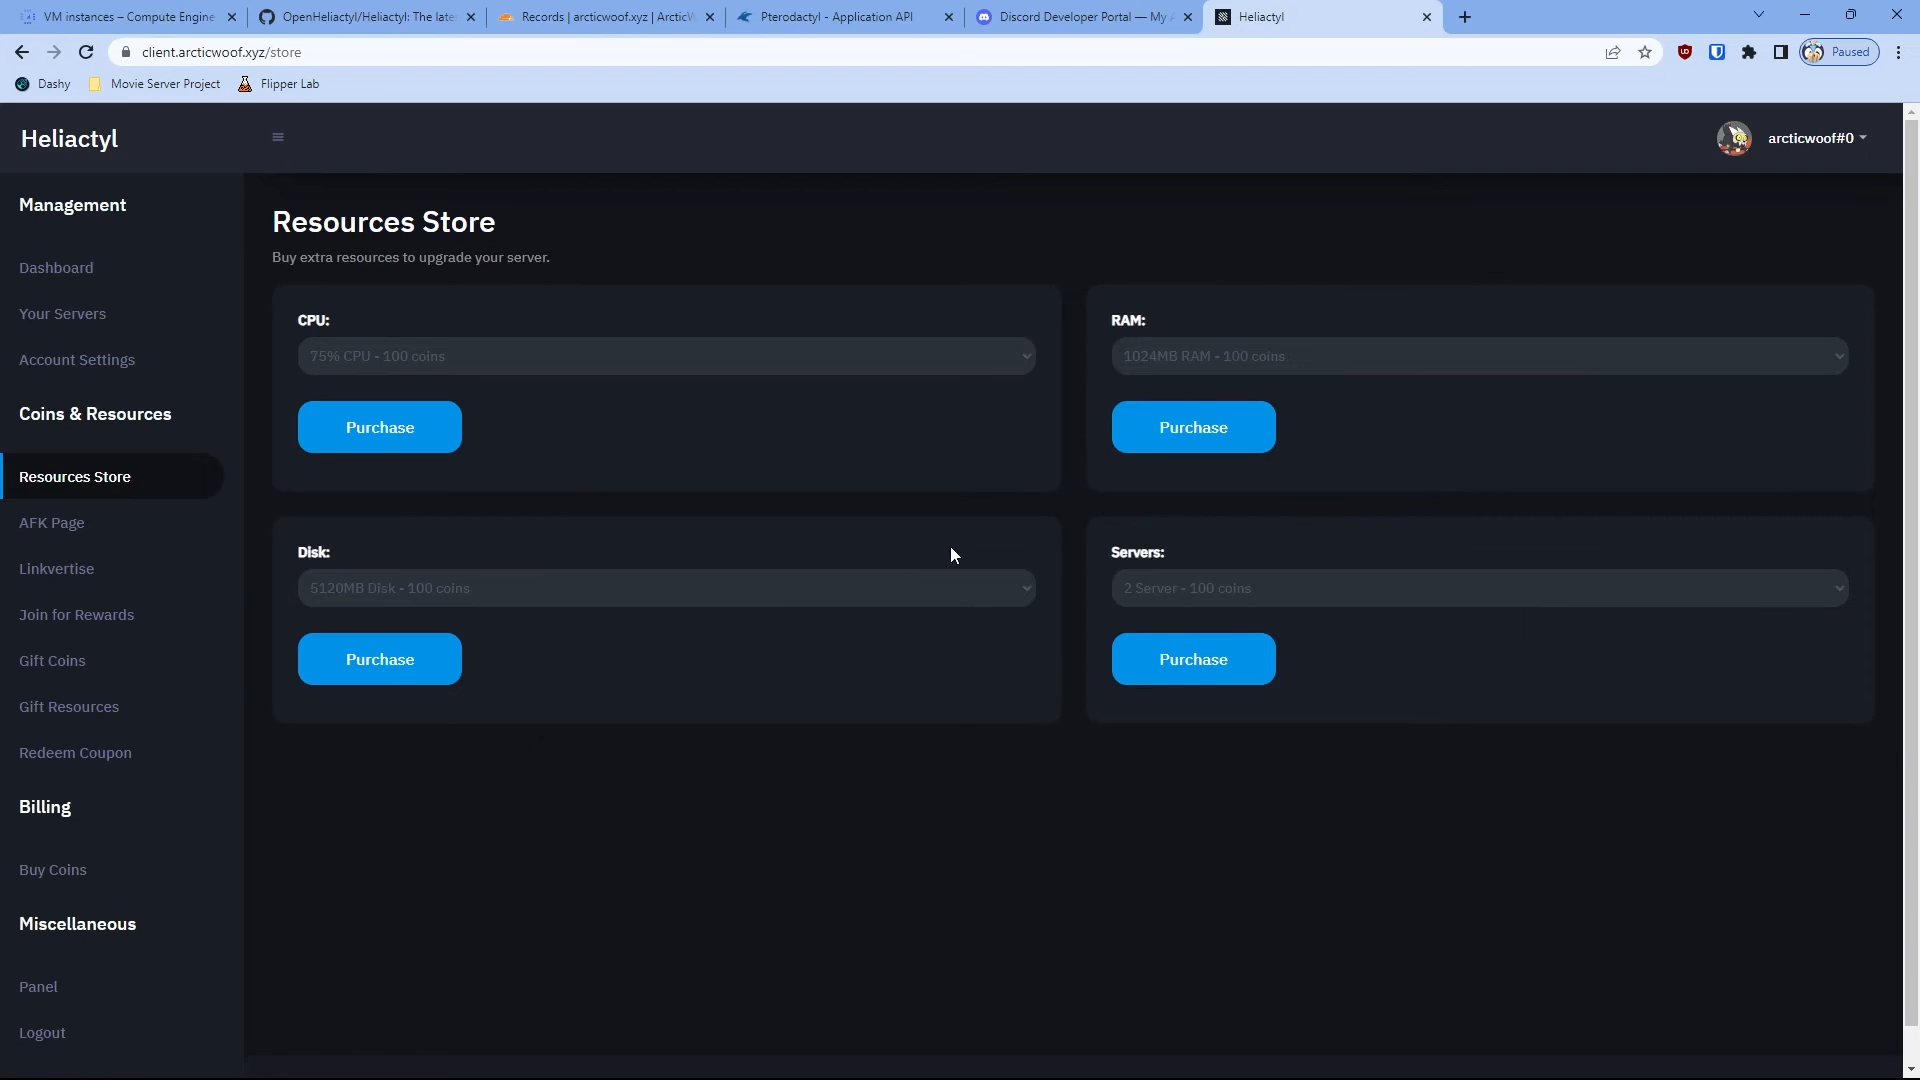 VM instances – Compute Engine
OpenHeliactyl/Heliactyl: The late
Records | arcticwoof.xyz | ArcticW
Pterodactyl - Application API
Discord Developer Portal — My A
Heliactyl
client.arcticwoof.xyz/store
Paused
Dashy
Movie Server Project
Flipper Lab
Heliactyl
arcticwoof#0
Management
Dashboard
Your Servers
Account Settings
Coins & Resources
Resources Store
AFK Page
Linkvertise
Join for Rewards
Gift Coins
Gift Resources
Redeem Coupon
Billing
Buy Coins
Miscellaneous
Panel
Logout
Resources Store
Buy extra resources to upgrade your server.
CPU:
75% CPU - 100 coins
Purchase
RAM:
1024MB RAM - 100 coins
Purchase
Disk:
5120MB Disk - 100 coins
Purchase
Servers:
2 Server - 100 coins
Purchase